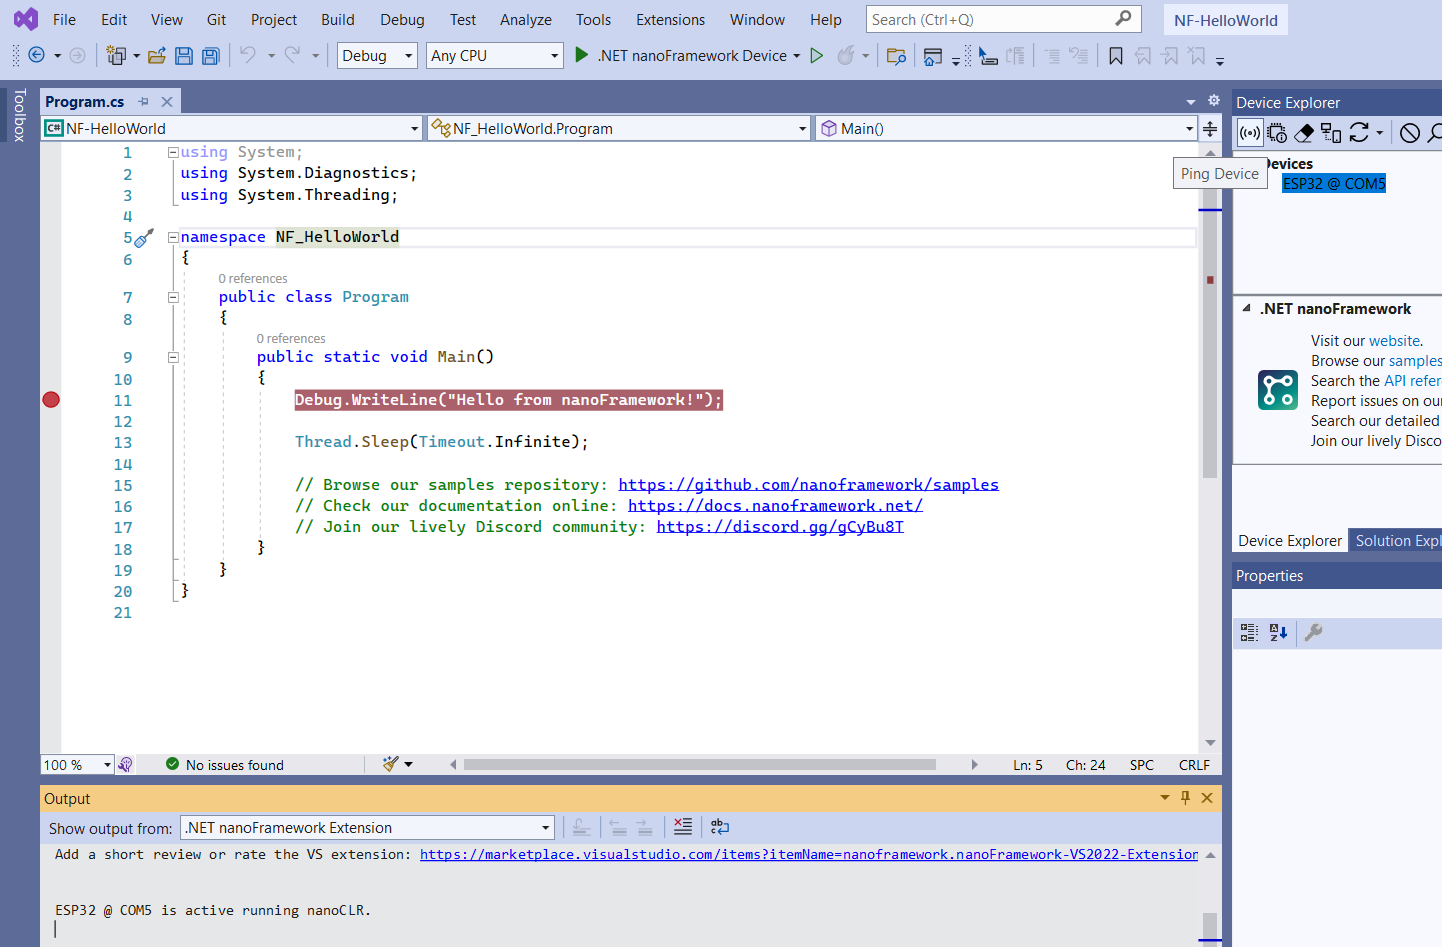 File Edit View Git Project Build Debug Test Analyze Tools Extensions Window Help Search (Ctrl+Q) NF-HelloWorld
Debug Any CPU .NET nanoFramework Device
Toolbox
Program.cs
C# NF-HelloWorld NF_HelloWorld.Program Main()
1 using System;
2 using System.Diagnostics;
3 using System.Threading;
4
5 namespace NF_HelloWorld
6 {
0 references
7 public class Program
8 {
0 references
9 public static void Main()
10 {
11 Debug.WriteLine("Hello from nanoFramework!");
12
13 Thread.Sleep(Timeout.Infinite);
14
15 // Browse our samples repository: https://github.com/nanoframework/samples
16 // Check our documentation online: https://docs.nanoframework.net/
17 // Join our lively Discord community: https://discord.gg/gCyBu8T
18 }
19 }
20 }
21
100 % No issues found Ln: 5 Ch: 24 SPC CRLF
Output
Show output from: .NET nanoFramework Extension
Add a short review or rate the VS extension: https://marketplace.visualstudio.com/items?itemName=nanoframework.nanoFramework-VS2022-Extension
ESP32 @ COM5 is active running nanoCLR.
Device Explorer
Ping Device
Devices
ESP32 @ COM5
.NET nanoFramework
Visit our website.
Browse our samples
Search the API refer
Report issues on ou
Search our detailed
Join our lively Disco
Device Explorer Solution Expl
Properties